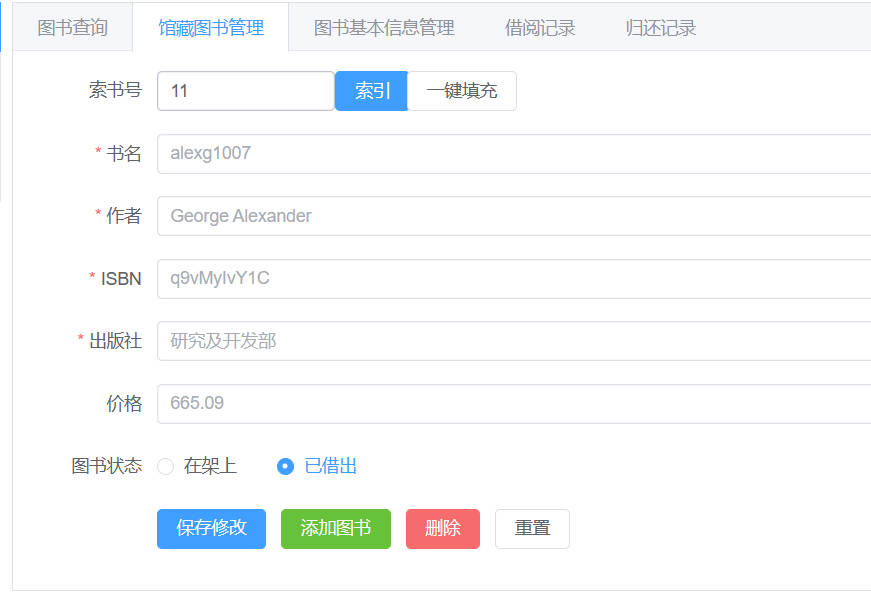 图书查询 馆藏图书管理 图书基本信息管理 借阅记录 归还记录
索书号 11 索引 一键填充
* 书名 alexg1007
* 作者 George Alexander
* ISBN q9vMyIvY1C
* 出版社 研究及开发部
价格 665.09
图书状态 在架上 已借出
保存修改 添加图书 删除 重置